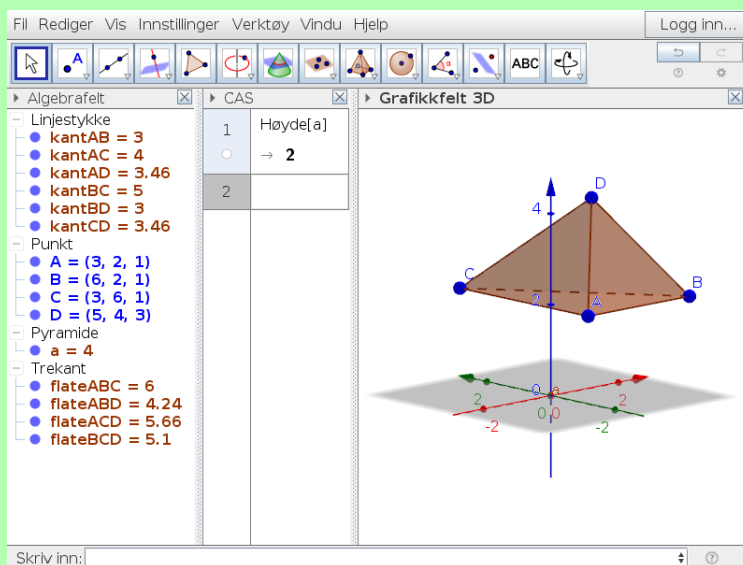 Fil Rediger Vis Innstillinger Verktøy Vindu Hjelp
Logg inn...
A
a
ABC
Algebrafelt
Linjestykke
kantAB = 3
kantAC = 4
kantAD = 3.46
kantBC = 5
kantBD = 3
kantCD = 3.46
Punkt
A = (3, 2, 1)
B = (6, 2, 1)
C = (3, 6, 1)
D = (5, 4, 3)
Pyramide
a = 4
Trekant
flateABC = 6
flateABD = 4.24
flateACD = 5.66
flateBCD = 5.1
CAS
1
Høyde[a]
→ 2
2
Grafikkfelt 3D
D
4
C
B
2
A
0 a
2
2
0 0
-2
-2
Skriv inn: